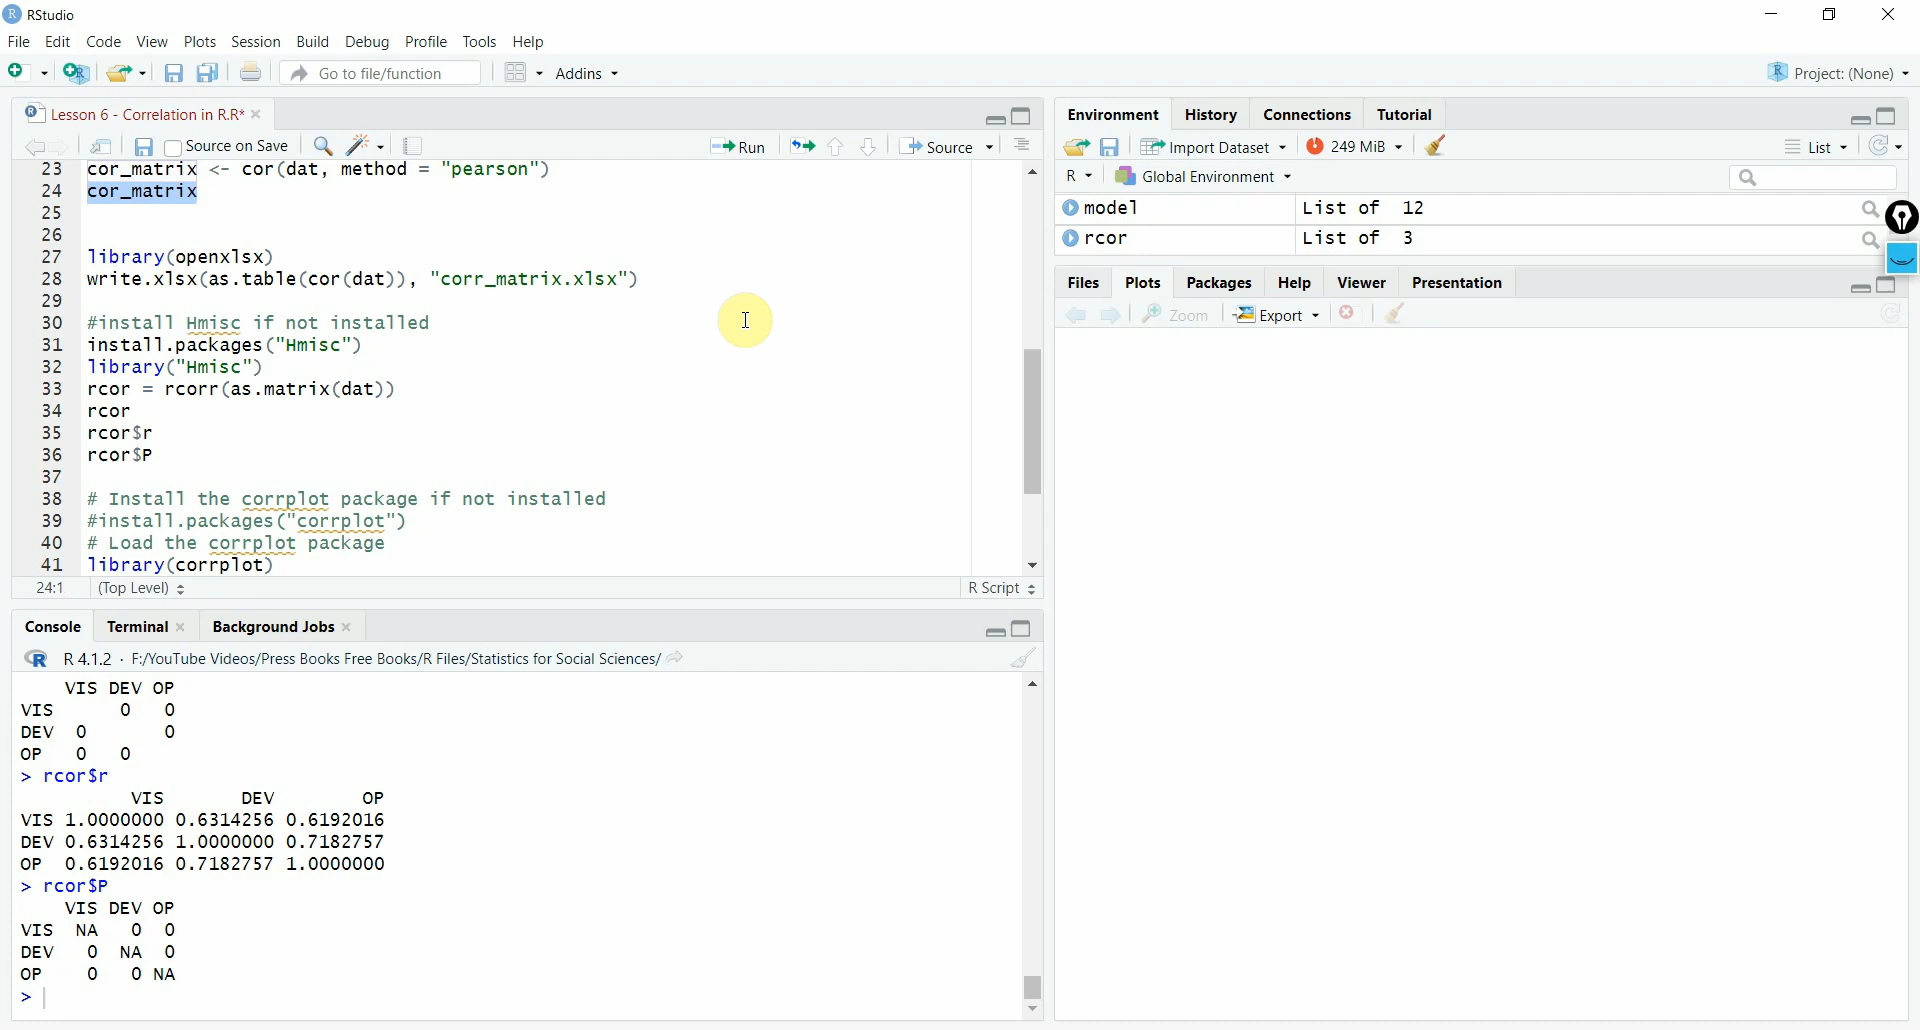 RStudio
File Edit Code View Plots Session Build Debug Profile Tools Help
Go to file/function Addins Project: (None)
Lesson 6 - Correlation in R.R*
Source on Save Run Source
23 cor_matrix <- cor(dat, method = "pearson")
24 cor_matrix
25
26
27 library(openxlsx)
28 write.xlsx(as.table(cor(dat)), "corr_matrix.xlsx")
29
30 #install Hmisc if not installed
31 install.packages("Hmisc")
32 library("Hmisc")
33 rcor = rcorr(as.matrix(dat))
34 rcor
35 rcor$r
36 rcor$P
37
38 # Install the corrplot package if not installed
39 #install.packages("corrplot")
40 # Load the corrplot package
41 library(corrplot)
24:1 (Top Level) R Script
Console Terminal Background Jobs
R 4.1.2 · F:/YouTube Videos/Press Books Free Books/R Files/Statistics for Social Sciences/
VIS DEV OP
VIS 0 0
DEV 0 0
OP 0 0
> rcor$r
VIS DEV OP
VIS 1.0000000 0.6314256 0.6192016
DEV 0.6314256 1.0000000 0.7182757
OP 0.6192016 0.7182757 1.0000000
> rcor$P
VIS DEV OP
VIS NA 0 0
DEV 0 NA 0
OP 0 0 NA
>
Environment History Connections Tutorial
Import Dataset 249 MiB List
R Global Environment
model List of 12
rcor List of 3
Files Plots Packages Help Viewer Presentation
Zoom Export